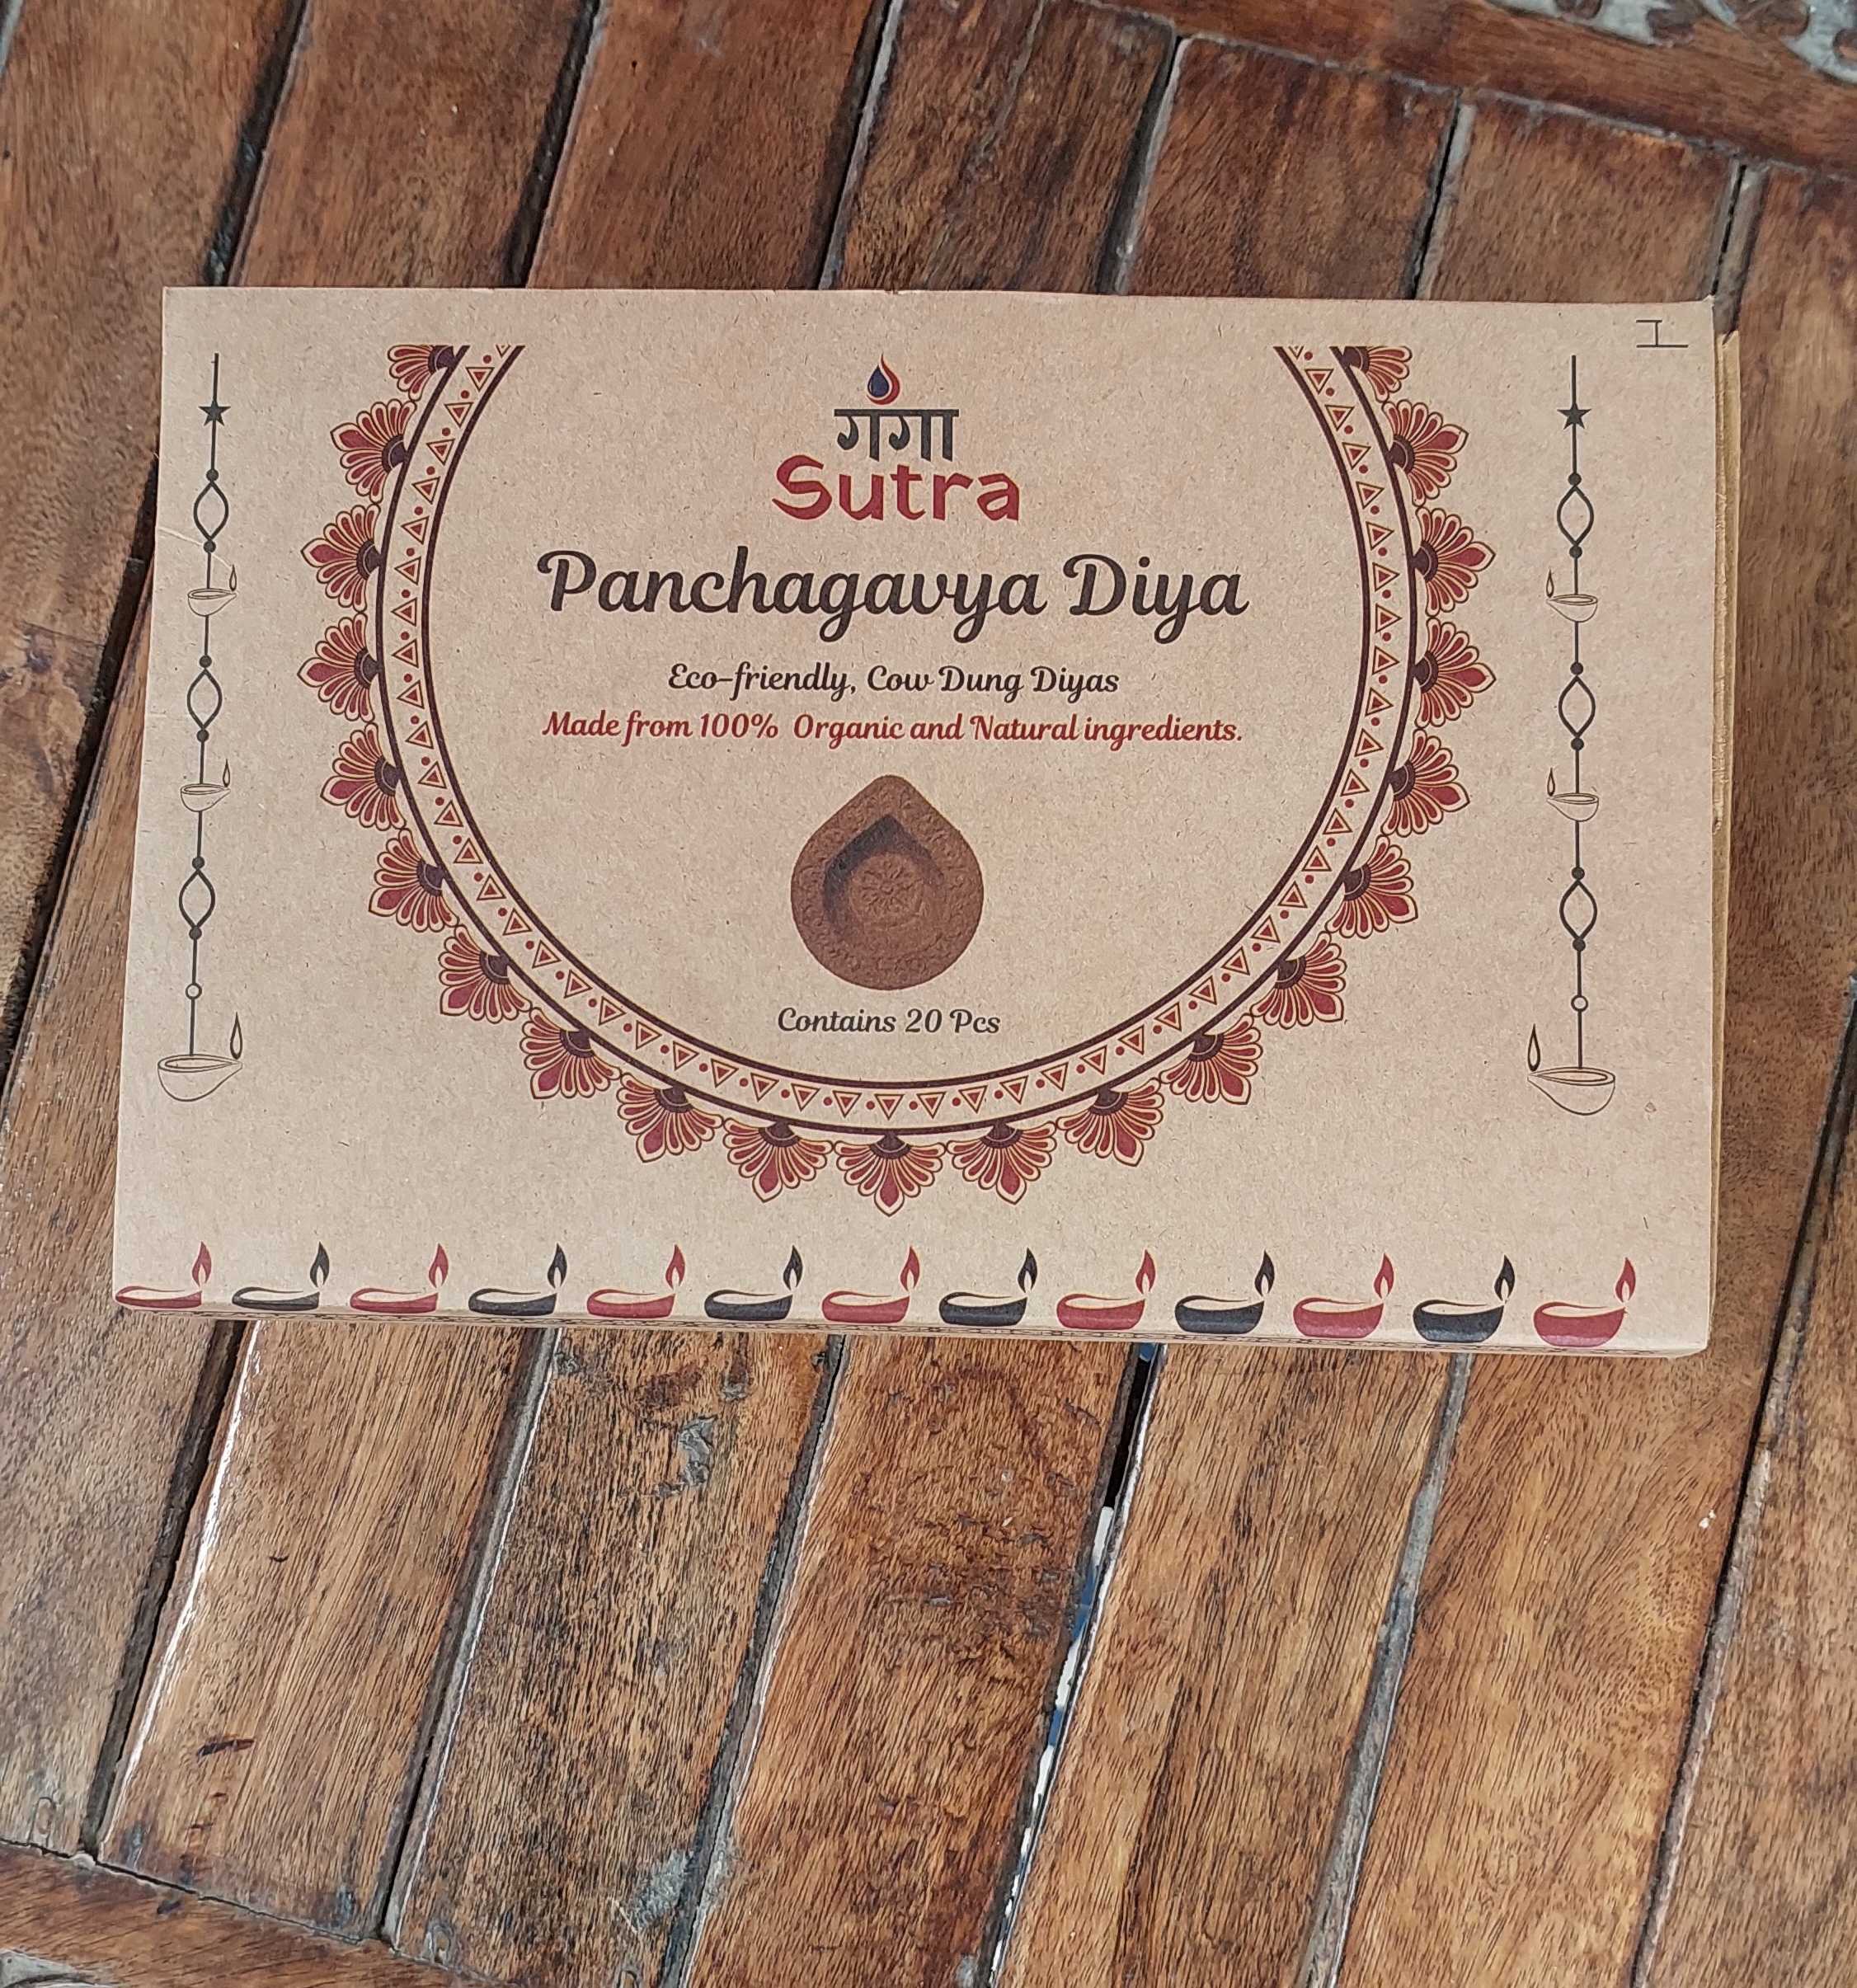 गंगा
Sutra
Panchagavya Diya
Eco-friendly, Cow Dung Diyas
Made from 100% Organic and Natural ingredients.
Contains 20 Pcs